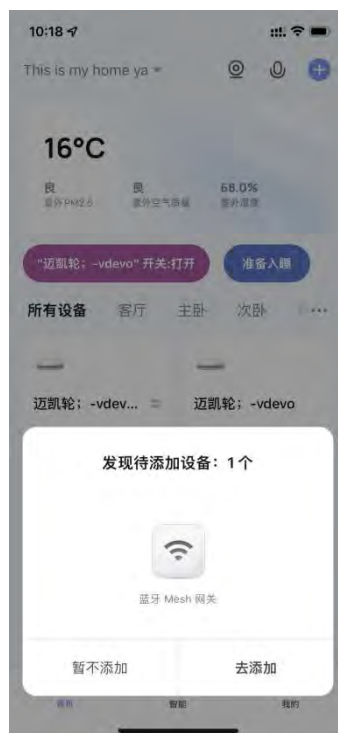 10:18
This is my home ya
16°C
良 良 68.0%
室外PM2.5 室外空气质量 室外湿度
"迈凯轮；-vdevo" 开关:打开 准备入睡
所有设备 客厅 主卧 次卧 ...
迈凯轮；-vdev... 迈凯轮；-vdevo
发现待添加设备：1个
蓝牙 Mesh 网关
暂不添加 去添加
智能 我的